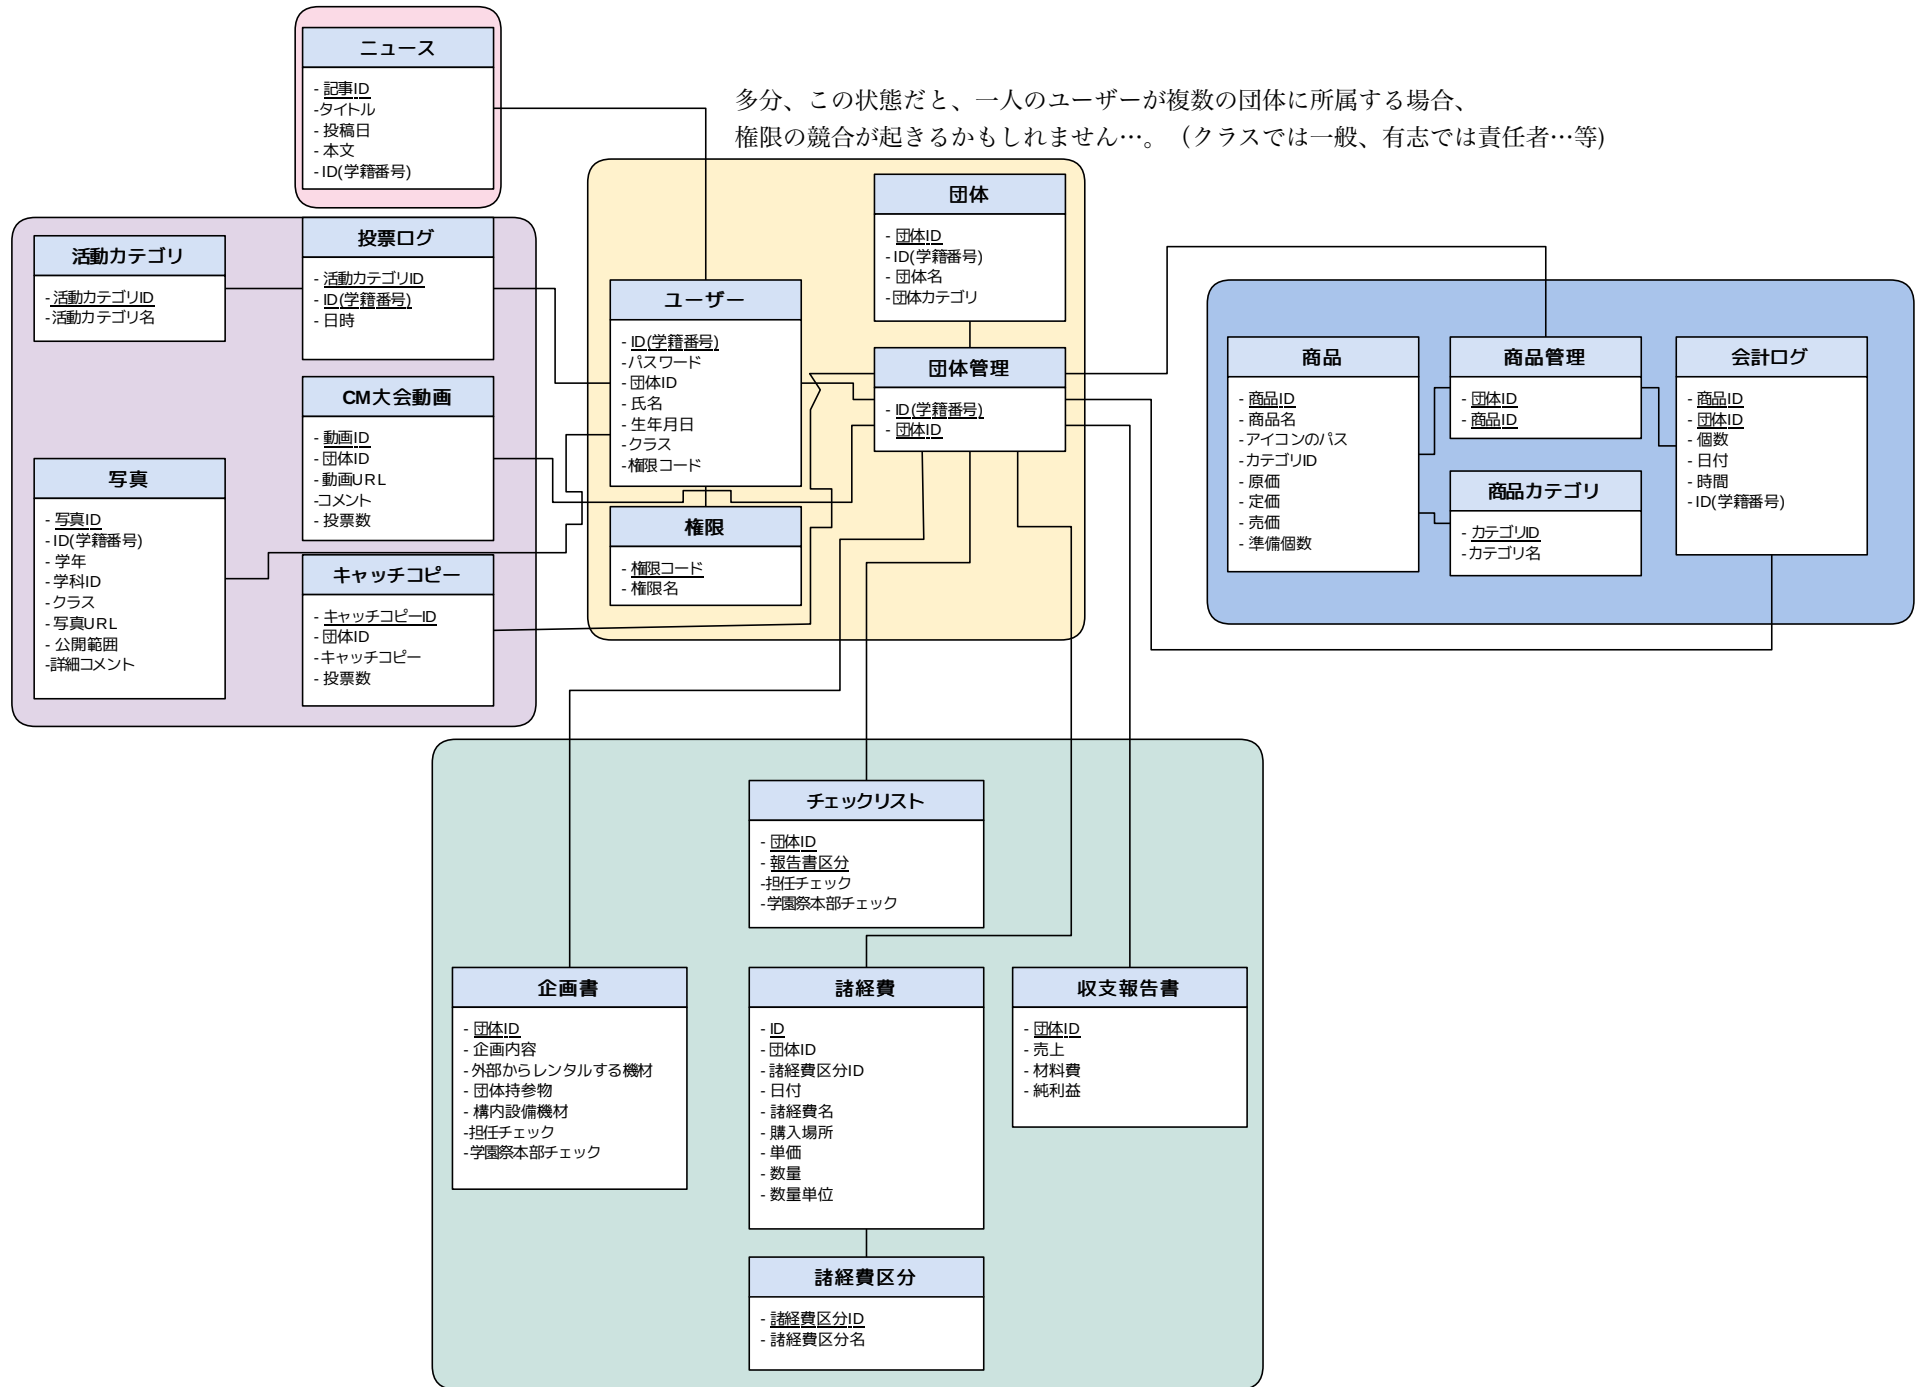 ニュース
- 記事ID
-タイトル
- 投稿日
- 本文
- ID(学籍番号)
多分、この状態だと、一人のユーザーが複数の団体に所属する場合、
権限の競合が起きるかもしれません…。（クラスでは一般、有志では責任者…等)
活動カテゴリ
- 活動カテゴリID
- 活動カテゴリ名
投票ログ
- 活動カテゴリID
- ID(学籍番号)
- 日時
CM大会動画
- 動画ID
- 団体ID
- 動画URL
-コメント
- 投票数
写真
- 写真ID
- ID(学籍番号)
- 学年
- 学科ID
- クラス
- 写真URL
- 公開範囲
-詳細コメント
キャッチコピー
- キャッチコピーID
- 団体ID
- キャッチコピー
- 投票数
ユーザー
- ID(学籍番号)
- パスワード
- 団体ID
- 氏名
- 生年月日
- クラス
- 権限コード
権限
- 権限コード
- 権限名
団体
- 団体ID
- ID(学籍番号)
- 団体名
- 団体カテゴリ
団体管理
- ID(学籍番号)
- 団体ID
商品
- 商品ID
- 商品名
- アイコンのパス
- カテゴリID
- 原価
- 定価
- 売価
- 準備個数
商品管理
- 団体ID
- 商品ID
商品カテゴリ
- カテゴリID
- カテゴリ名
会計ログ
- 商品ID
- 団体ID
- 個数
- 日付
- 時間
- ID(学籍番号)
チェックリスト
- 団体ID
- 報告書区分
-担任チェック
-学園祭本部チェック
企画書
- 団体ID
- 企画内容
- 外部からレンタルする機材
- 団体持参物
- 構内設備機材
-担任チェック
-学園祭本部チェック
諸経費
- ID
- 団体ID
- 諸経費区分ID
- 日付
- 諸経費名
- 購入場所
- 単価
- 数量
- 数量単位
収支報告書
- 団体ID
- 売上
- 材料費
- 純利益
諸経費区分
- 諸経費区分ID
- 諸経費区分名